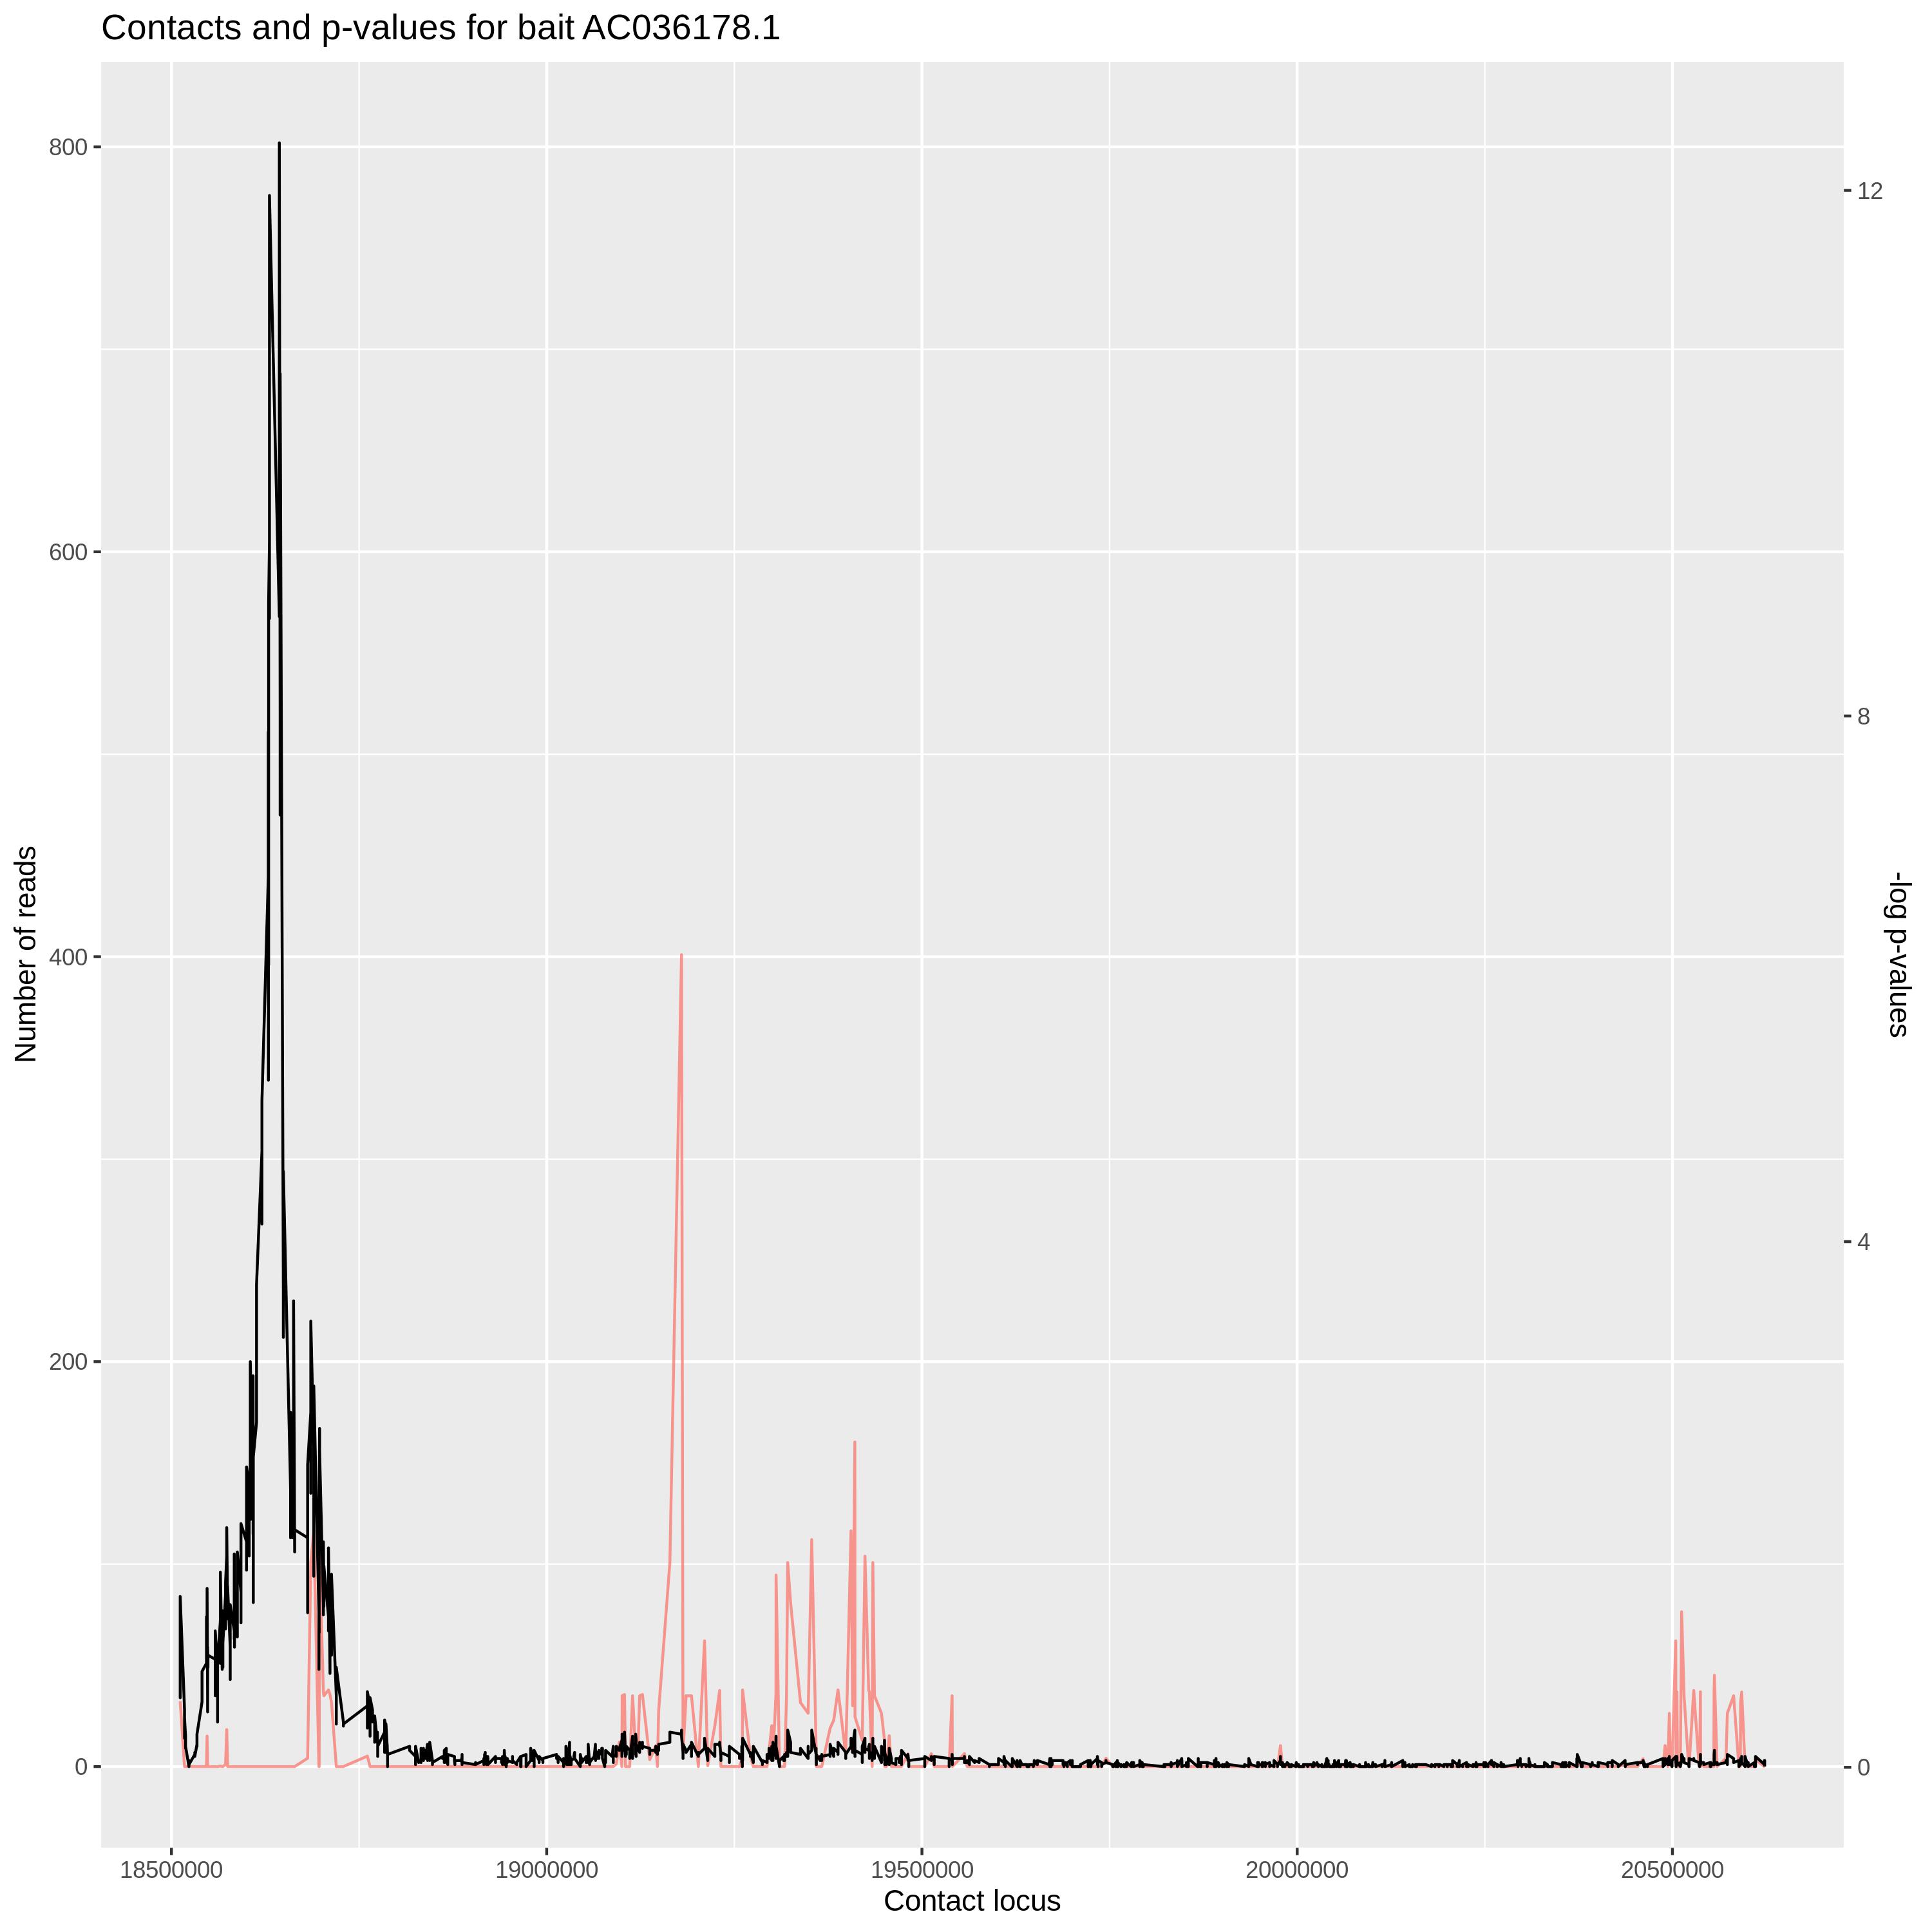 Contacts and p-values for bait AC036178.1
800
600
400
200
0
Number of reads
12
8
4
0
-log p-values
18500000 19000000 19500000 20000000 20500000
Contact locus